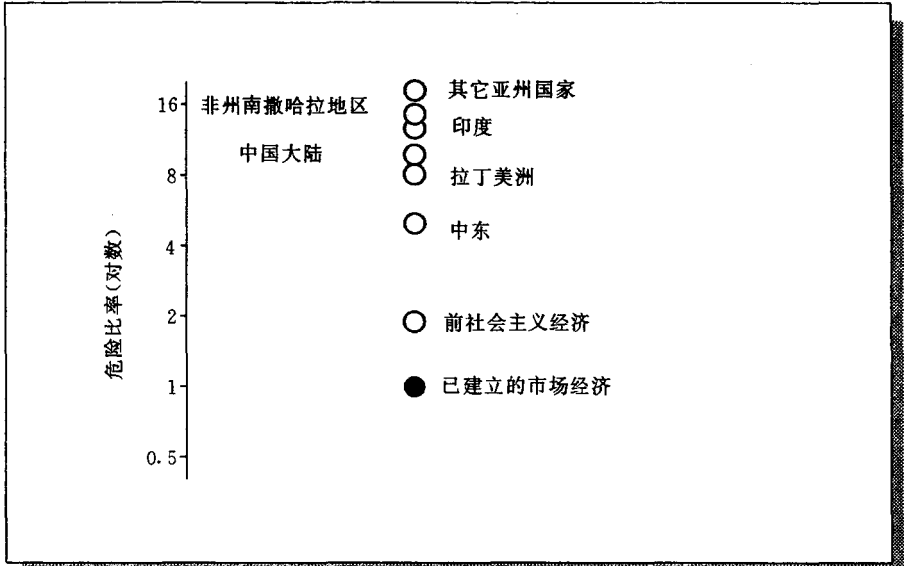 其它亚州国家
16
非州南撒哈拉地区
印度
中国大陆
8
拉丁美洲
中东
4
危险比率(对数)
2
前社会主义经济
1
已建立的市场经济
0.5